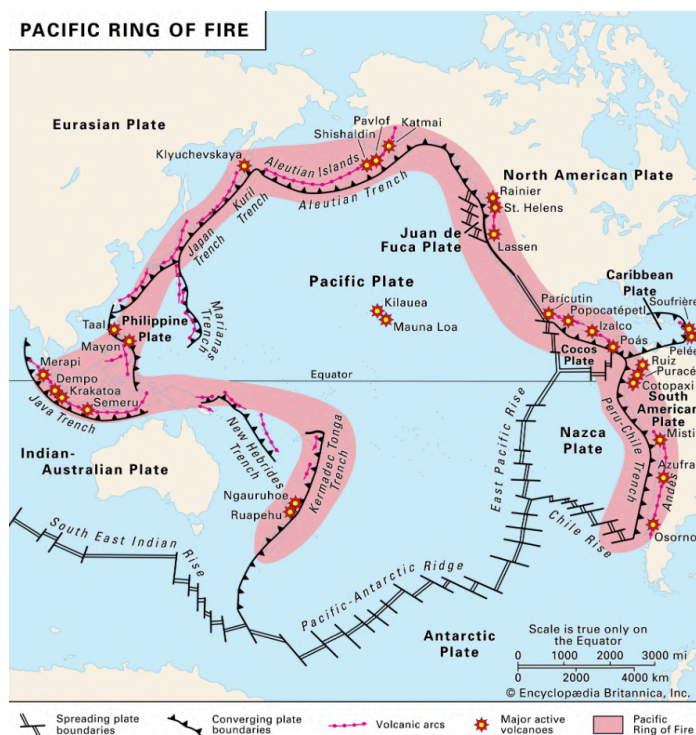 PACIFIC RING OF FIRE
Eurasian Plate
Pavlof
Katmai
Shishaldin
Klyuchevskaya
Aleutian Islands
Aleutian Trench
Kuril
Trench
Japan
Trench
North American Plate
Rainier
St. Helens
Juan de
Fuca Plate
Lassen
Pacific Plate
Kilauea
Mauna Loa
Caribbean
Plate
Soufrière
Parícutin
Popocatépetl
Izalco
Pelée
Poás
Cocos
Plate
Ruiz
Puracé
Cotopaxi
Taal
Philippine
Plate
Mayon
Marianas
Trench
Merapi
Dempo
Krakatoa
Semeru
Java Trench
Equator
South
American
Plate
Misti
Nazca
Plate
Peru-Chile Trench
Azufra
Andes
Osorno
East Pacific Rise
Chile Rise
Indian-
Australian Plate
New Hebrides
Trench
Kermadec Tonga
Trench
Ngauruhoe
Ruapehu
South East Indian
Rise
Pacific-Antarctic Ridge
Antarctic
Plate
Scale is true only on
the Equator
0 1000 2000 3000 mi
0 2000 4000 km
© Encyclopædia Britannica, Inc.
Spreading plate
boundaries
Converging plate
boundaries
Volcanic arcs
Major active
volcanoes
Pacific
Ring of Fire